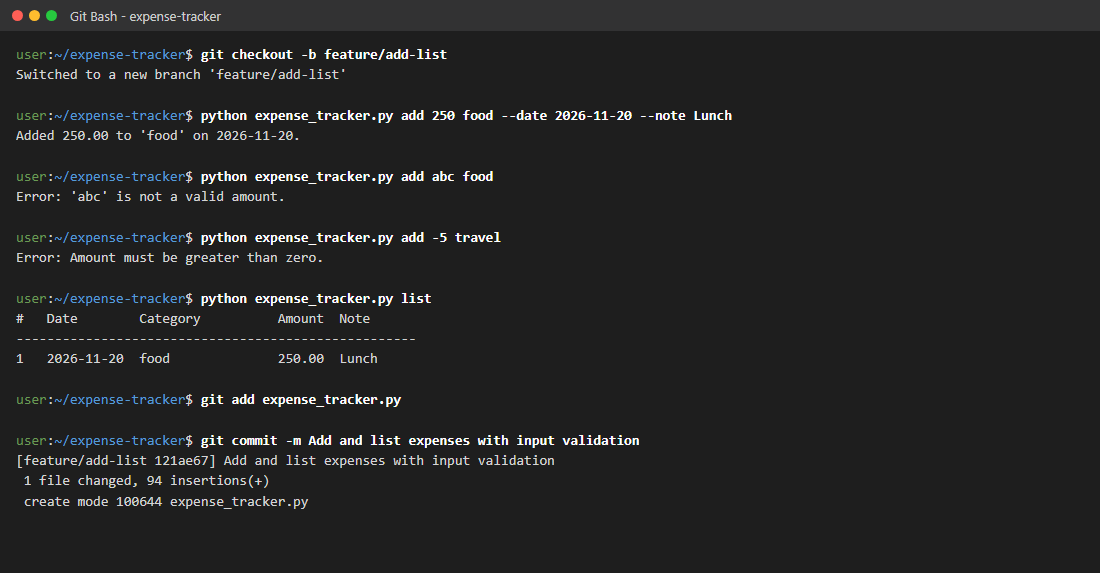 Git Bash - expense-tracker
user:~/expense-tracker$ git checkout -b feature/add-list
Switched to a new branch 'feature/add-list'
user:~/expense-tracker$ python expense_tracker.py add 250 food --date 2026-11-20 --note Lunch
Added 250.00 to 'food' on 2026-11-20.
user:~/expense-tracker$ python expense_tracker.py add abc food
Error: 'abc' is not a valid amount.
user:~/expense-tracker$ python expense_tracker.py add -5 travel
Error: Amount must be greater than zero.
user:~/expense-tracker$ python expense_tracker.py list
#   Date        Category          Amount  Note
----------------------------------------------------
1   2026-11-20  food              250.00  Lunch
user:~/expense-tracker$ git add expense_tracker.py
user:~/expense-tracker$ git commit -m Add and list expenses with input validation
[feature/add-list 121ae67] Add and list expenses with input validation
 1 file changed, 94 insertions(+)
 create mode 100644 expense_tracker.py